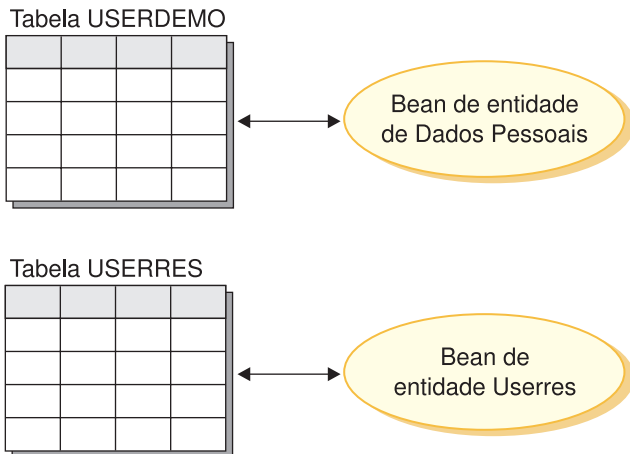 Tabela USERDEMO
Bean de entidade
de Dados Pessoais
Tabela USERRES
Bean de
entidade Userres